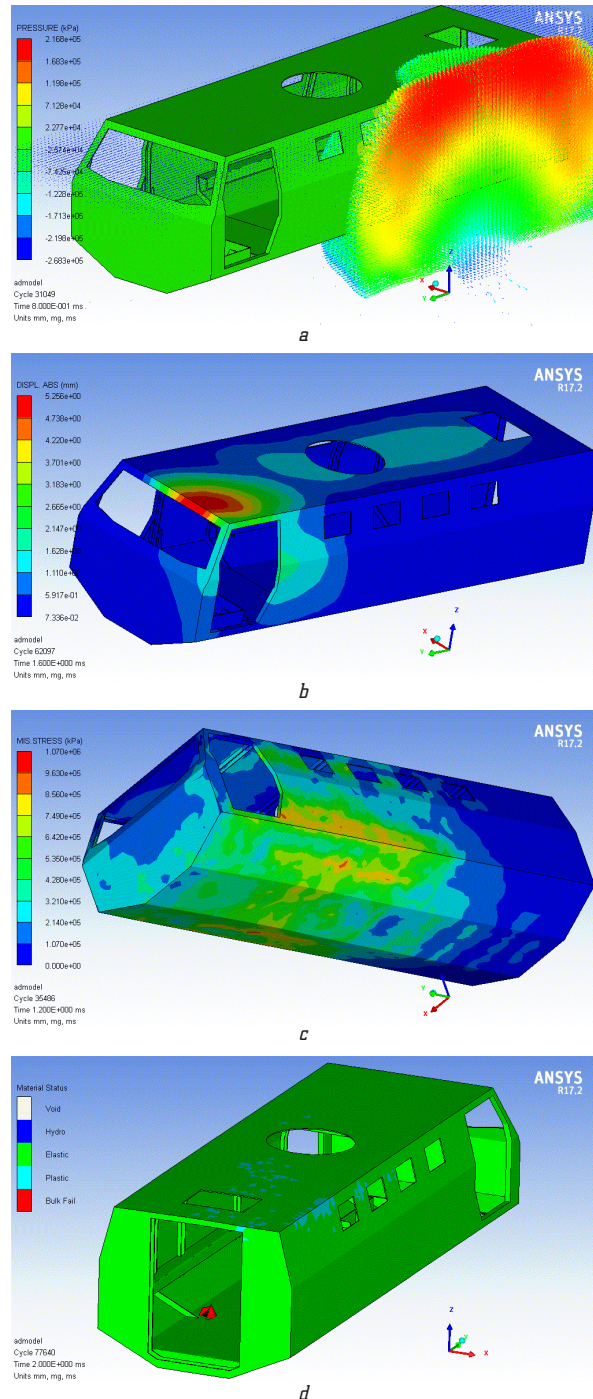 PRESSURE (kPa)
2.168e+05
1.683e+05
1.198e+05
7.128e+04
2.277e+04
-2.574e+04
-7.425e+04
-1.228e+05
-1.713e+05
-2.198e+05
-2.683e+05
admodel
Cycle 31049
Time 8.000E-001 ms
Units mm, mg, ms
ANSYS
R17.2
Z
X
Y
a
DISPL. ABS (mm)
5.256e+00
4.738e+00
4.220e+00
3.701e+00
3.183e+00
2.665e+00
2.147e+00
1.628e+00
1.110e+00
5.917e-01
7.336e-02
admodel
Cycle 62097
Time 1.600E+000 ms
Units mm, mg, ms
ANSYS
R17.2
Z
X
Y
b
MIS.STRESS (kPa)
1.070e+06
9.630e+05
8.560e+05
7.490e+05
6.420e+05
5.350e+05
4.280e+05
3.210e+05
2.140e+05
1.070e+05
0.000e+00
admodel
Cycle 35486
Time 1.200E+000 ms
Units mm, mg, ms
ANSYS
R17.2
Y
X
c
Material Status
Void
Hydro
Elastic
Plastic
Bulk Fail
admodel
Cycle 77640
Time 2.000E+000 ms
Units mm, mg, ms
ANSYS
R17.2
Z
Y
X
d